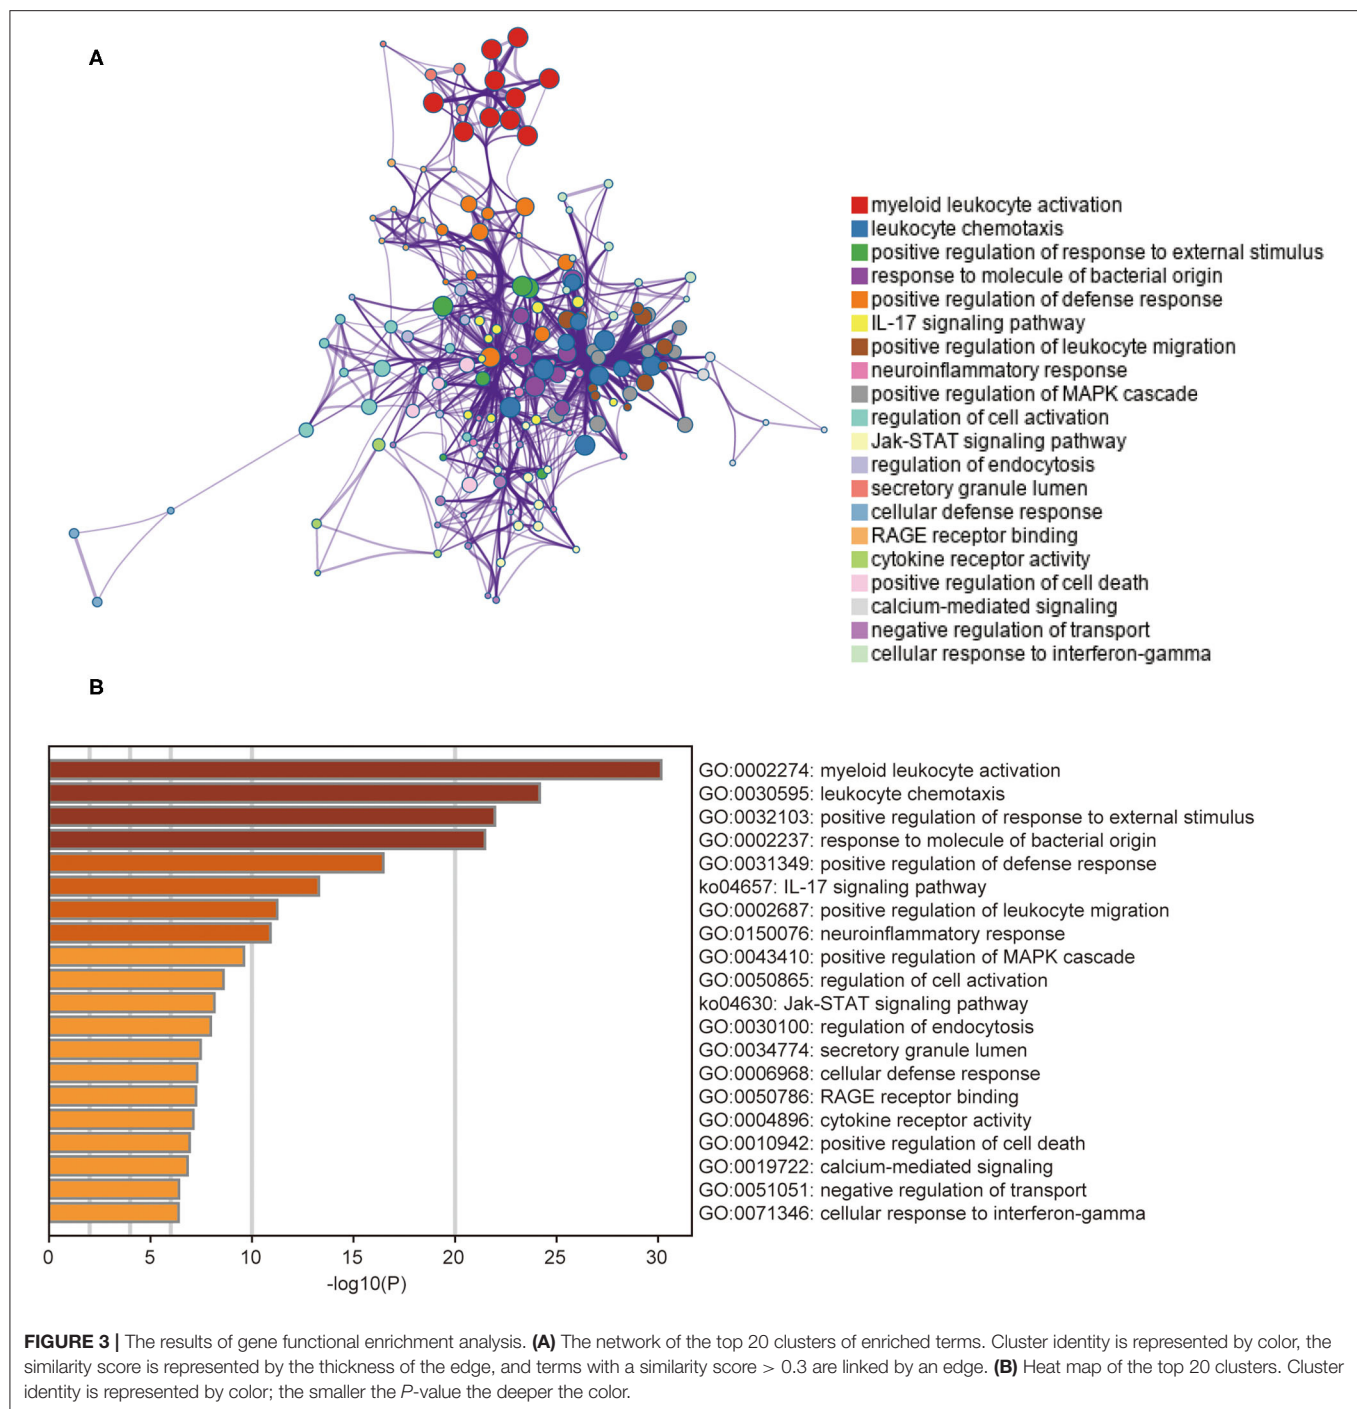 A
myeloid leukocyte activation
leukocyte chemotaxis
positive regulation of response to external stimulus
response to molecule of bacterial origin
positive regulation of defense response
IL-17 signaling pathway
positive regulation of leukocyte migration
neuroinflammatory response
positive regulation of MAPK cascade
regulation of cell activation
Jak-STAT signaling pathway
regulation of endocytosis
secretory granule lumen
cellular defense response
RAGE receptor binding
cytokine receptor activity
positive regulation of cell death
calcium-mediated signaling
negative regulation of transport
cellular response to interferon-gamma
B
GO:0002274: myeloid leukocyte activation
GO:0030595: leukocyte chemotaxis
GO:0032103: positive regulation of response to external stimulus
GO:0002237: response to molecule of bacterial origin
GO:0031349: positive regulation of defense response
ko04657: IL-17 signaling pathway
GO:0002687: positive regulation of leukocyte migration
GO:0150076: neuroinflammatory response
GO:0043410: positive regulation of MAPK cascade
GO:0050865: regulation of cell activation
ko04630: Jak-STAT signaling pathway
GO:0030100: regulation of endocytosis
GO:0034774: secretory granule lumen
GO:0006968: cellular defense response
GO:0050786: RAGE receptor binding
GO:0004896: cytokine receptor activity
GO:0010942: positive regulation of cell death
GO:0019722: calcium-mediated signaling
GO:0051051: negative regulation of transport
GO:0071346: cellular response to interferon-gamma
0 5 10 15 20 25 30
-log10(P)
FIGURE 3 | The results of gene functional enrichment analysis. (A) The network of the top 20 clusters of enriched terms. Cluster identity is represented by color, the
similarity score is represented by the thickness of the edge, and terms with a similarity score > 0.3 are linked by an edge. (B) Heat map of the top 20 clusters. Cluster
identity is represented by color; the smaller the P-value the deeper the color.